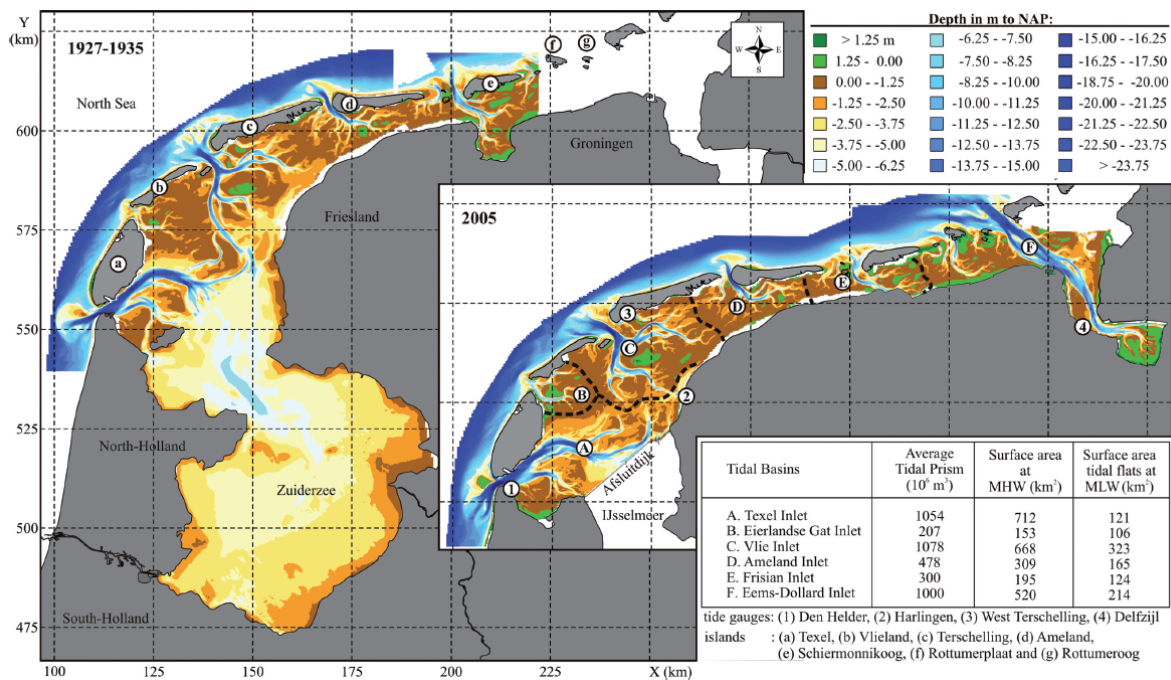 Y
(km)
1927-1935
North Sea
600
575
550
525
500
475
100
125
150
175
200
225
X (km)
a
b
c
d
e
f
g
N
W
E
S
Groningen
Friesland
North-Holland
Zuiderzee
South-Holland
Depth in m to NAP:
> 1.25 m
1.25 - 0.00
0.00 - -1.25
-1.25 - -2.50
-2.50 - -3.75
-3.75 - -5.00
-5.00 - -6.25
-6.25 - -7.50
-7.50 - -8.25
-8.25 - -10.00
-10.00 - -11.25
-11.25 - -12.50
-12.50 - -13.75
-13.75 - -15.00
-15.00 - -16.25
-16.25 - -17.50
-18.75 - -20.00
-20.00 - -21.25
-21.25 - -22.50
-22.50 - -23.75
> -23.75
2005
A
B
C
D
E
F
1
2
3
4
Afsluitdijk
IJsselmeer
Tidal Basins
Average
Tidal Prism
(10⁶ m³)
Surface area
at
MHW (km²)
Surface area
tidal flats at
MLW (km²)
A. Texel Inlet 1054 712 121
B. Eierlandse Gat Inlet 207 153 106
C. Vlie Inlet 1078 668 323
D. Ameland Inlet 478 309 165
E. Frisian Inlet 300 195 124
F. Eems-Dollard Inlet 1000 520 214
tide gauges: (1) Den Helder, (2) Harlingen, (3) West Terschelling, (4) Delfzijl
islands : (a) Texel, (b) Vlieland, (c) Terschelling, (d) Ameland,
(e) Schiermonnikoog, (f) Rottumerplaat and (g) Rottumeroog